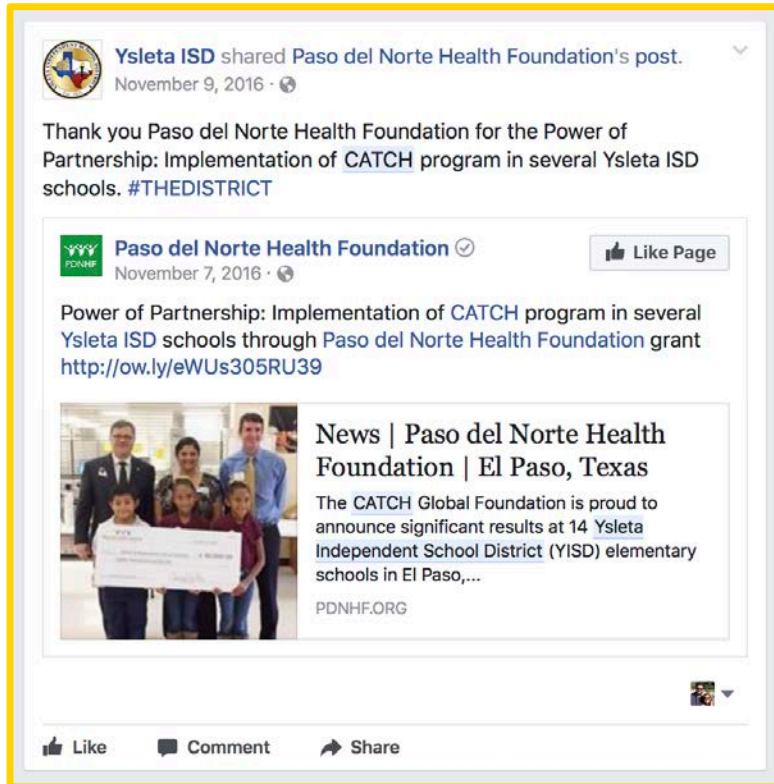 Ysleta ISD shared Paso del Norte Health Foundation's post.
November 9, 2016 ·
Thank you Paso del Norte Health Foundation for the Power of
Partnership: Implementation of CATCH program in several Ysleta ISD
schools. #THEDISTRICT
PDNHF
Paso del Norte Health Foundation
November 7, 2016 ·
Like Page
Power of Partnership: Implementation of CATCH program in several
Ysleta ISD schools through Paso del Norte Health Foundation grant
http://ow.ly/eWUs305RU39
News | Paso del Norte Health
Foundation | El Paso, Texas
The CATCH Global Foundation is proud to
announce significant results at 14 Ysleta
Independent School District (YISD) elementary
schools in El Paso,...
PDNHF.ORG
Like Comment Share